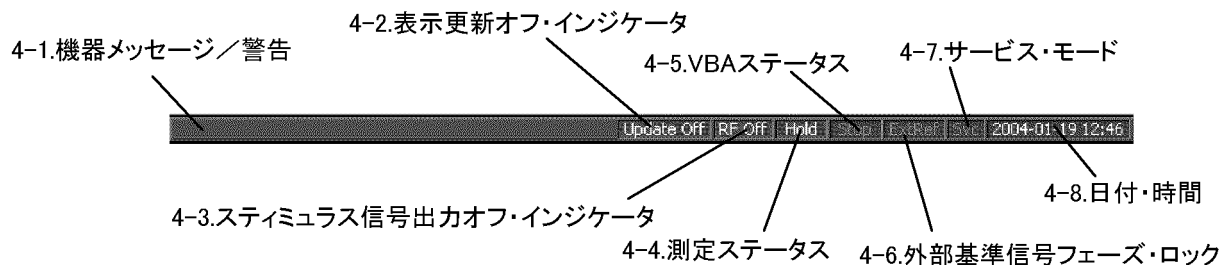 4-2.表示更新オフ・インジケータ
4-1.機器メッセージ／警告
4-5.VBAステータス
4-7.サービス・モード
Update Off RF Off Hold Stop ExtRef Svc 2004-01-19 12:46
4-8.日付・時間
4-3.スティミュラス信号出力オフ・インジケータ
4-4.測定ステータス
4-6.外部基準信号フェーズ・ロック